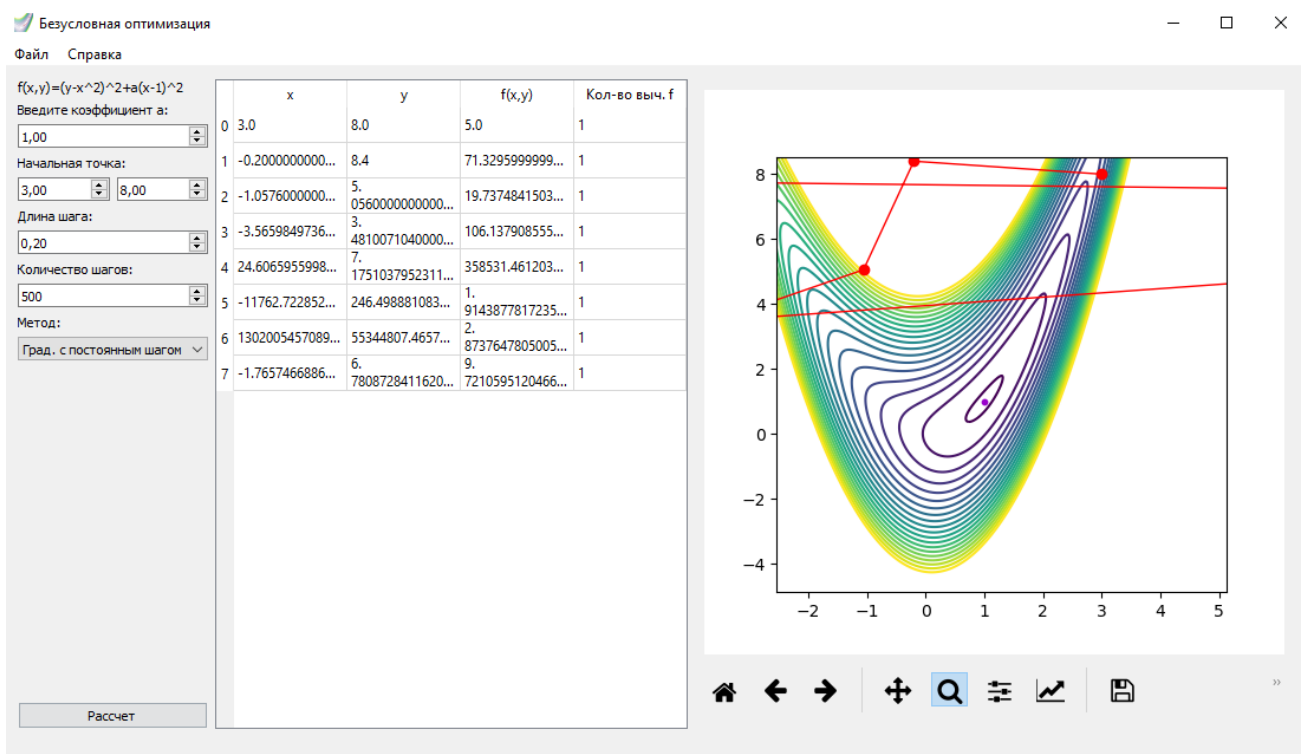 Безусловная оптимизация
Файл Справка
f(x,y)=(y-x^2)^2+a(x-1)^2
Введите коэффициент a:
1,00
Начальная точка:
3,00 8,00
Длина шага:
0,20
Количество шагов:
500
Метод:
Град. с постоянным шагом
Рассчет
x y f(x,y) Кол-во выч. f
0 3.0 8.0 5.0 1
1 -0.2000000000... 8.4 71.3295999999... 1
2 -1.0576000000... 5. 0560000000000... 19.7374841503... 1
3 -3.5659849736... 3. 4810071040000... 106.137908555... 1
4 24.6065955998... 7. 1751037952311... 358531.461203... 1
5 -11762.722852... 246.498881083... 1. 9143877817235... 1
6 1302005457089... 55344807.4657... 2. 8737647805005... 1
7 -1.7657466886... 6. 7808728411620... 9. 7210595120466... 1
8
6
4
2
0
−2
−4
−2 −1 0 1 2 3 4 5
»